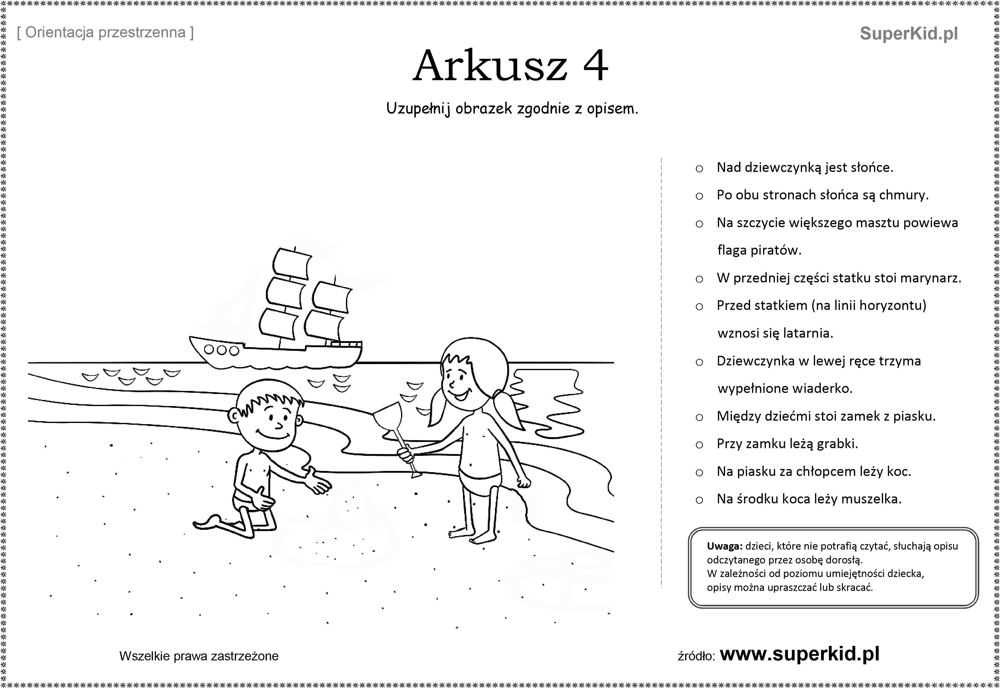 [ Orientacja przestrzenna ]
SuperKid.pl
Arkusz 4
Uzupełnij obrazek zgodnie z opisem.
o Nad dziewczynką jest słońce.
o Po obu stronach słońca są chmury.
o Na szczycie większego masztu powiewa
flaga piratów.
o W przedniej części statku stoi marynarz.
o Przed statkiem (na linii horyzontu)
wznosi się latarnia.
o Dziewczynka w lewej ręce trzyma
wypełnione wiaderko.
o Między dziećmi stoi zamek z piasku.
o Przy zamku leżą grabki.
o Na piasku za chłopcem leży koc.
o Na środku koca leży muszelka.
Uwaga: dzieci, które nie potrafią czytać, słuchają opisu
odczytanego przez osobę dorosłą.
W zależności od poziomu umiejętności dziecka,
opisy można upraszczać lub skracać.
Wszelkie prawa zastrzeżone
źródło: www.superkid.pl